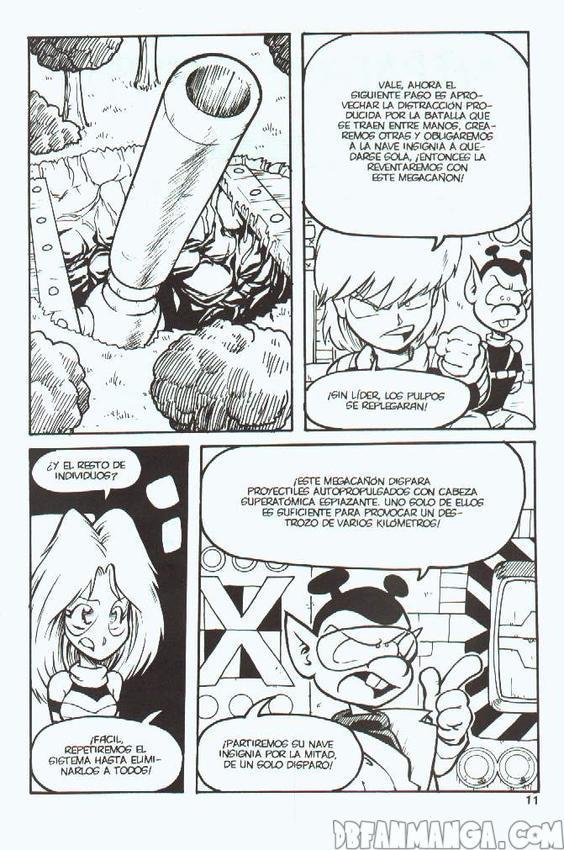 VALE, AHORA EL
SIGUIENTE PASO ES APRO-
VECHAR LA DISTRACCIÓN PRO-
DUCIDA POR LA BATALLA QUE
SE TRAEN ENTRE MANOS, CREA-
REMOS OTRAS Y OBLIGAREMOS
A LA NAVE INSIGNIA A QUE-
DARSE SOLA, ¡ENTONCES LA
REVENTAREMOS CON
ESTE MEGACAÑÓN!
¡SIN LÍDER, LOS PULPOS
SE REPLEGARAN!
¿Y EL RESTO DE
INDIVIDUOS?
¡FACIL,
REPETIREMOS EL
SISTEMA HASTA ELIMI-
NARLOS A TODOS!
¡ESTE MEGACAÑÓN DISPARA
PROYECTILES AUTOPROPULGADOS CON CABEZA
SUPERATÓMICA ESPIAZANTE. UNO SOLO DE ELLOS
ES SUFICIENTE PARA PROVOCAR UN DES-
TROZO DE VARIOS KILÓMETROS!
¡PARTIREMOS SU NAVE
INSIGNIA POR LA MITAD,
DE UN SOLO DISPARO!
11
DBFANMANGA.COM